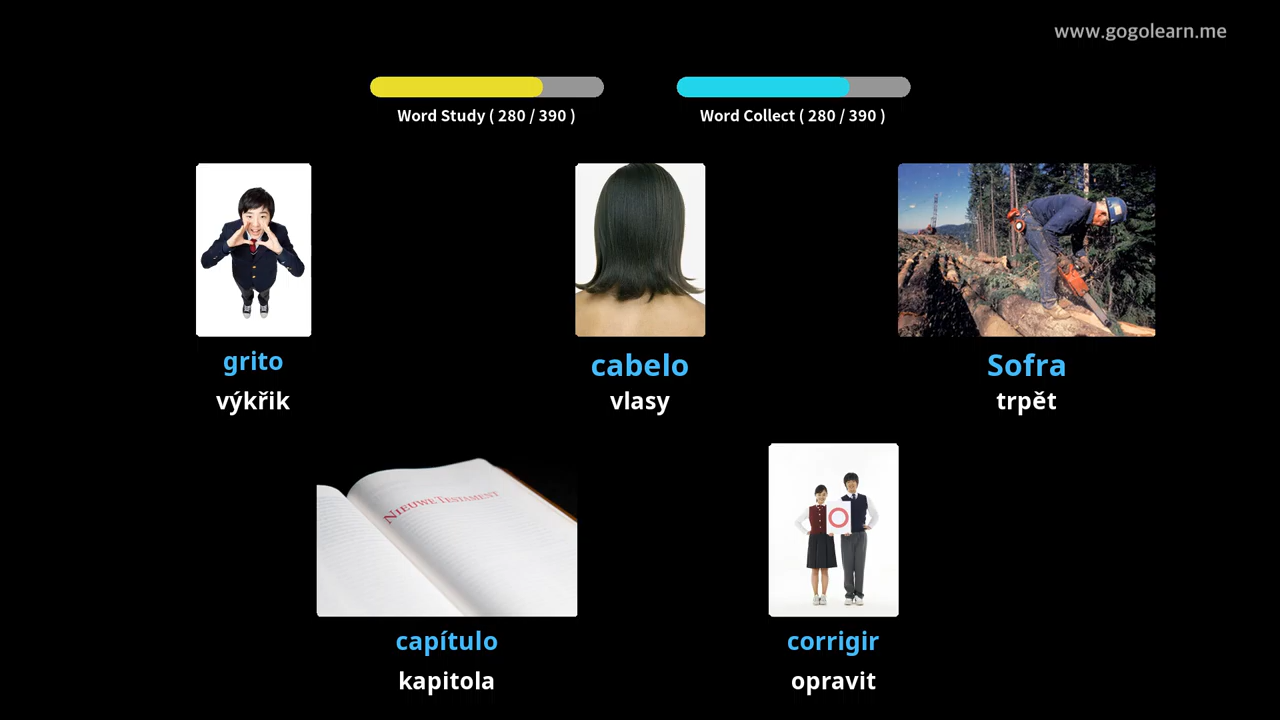 www.gogolearn.me
Word Study ( 280 / 390 )
Word Collect ( 280 / 390 )
grito
výkřik
cabelo
vlasy
Sofra
trpět
NIEUWE TESTAMENT
capítulo
kapitola
corrigir
opravit